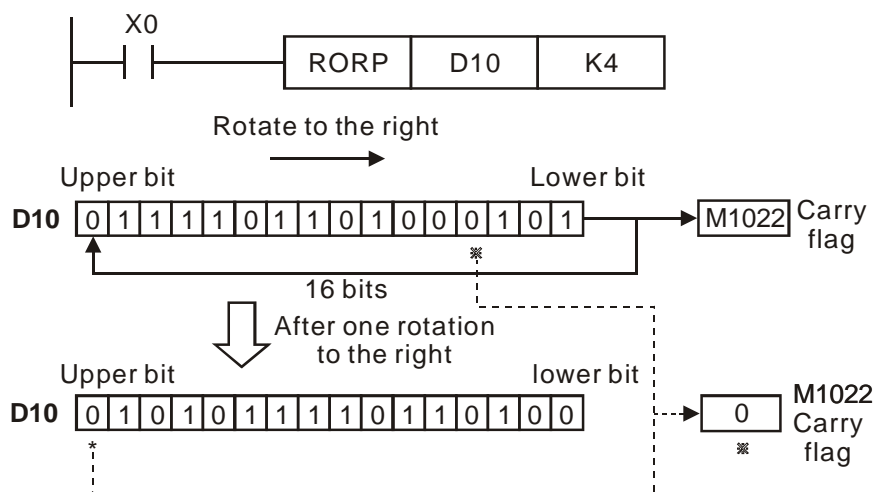 X0
RORP D10 K4
Rotate to the right
Upper bit Lower bit
D10 0 1 1 1 1 0 1 1 0 1 0 0 0 1 0 1 M1022 Carry flag
※
16 bits
After one rotation
to the right
Upper bit lower bit
D10 0 1 0 1 0 1 1 1 1 0 1 1 0 1 0 0 0 M1022 Carry flag
* ※